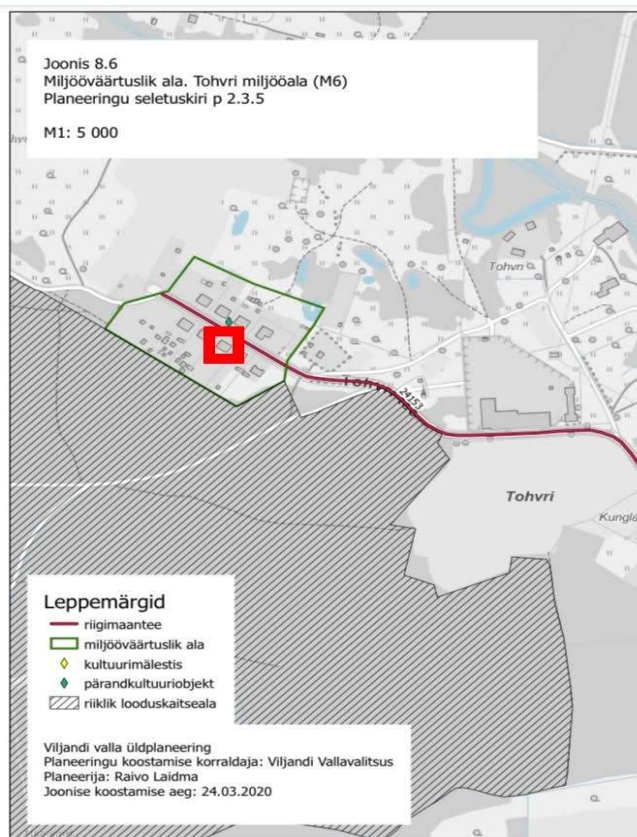 Joonis 8.6
Miljööväärtuslik ala. Tohvri miljööala (M6)
Planeeringu seletuskiri p 2.3.5
M1: 5 000
Tohvri
24153
Tohvri
Kungla
Leppemärgid
riigimaantee
miljööväärtuslik ala
kultuurimälestis
pärandkultuuriobjekt
riiklik looduskaitseala
Viljandi valla üldplaneering
Planeeringu koostamise korraldaja: Viljandi Vallavalitsus
Planeerija: Raivo Laidma
Joonise koostamise aeg: 24.03.2020